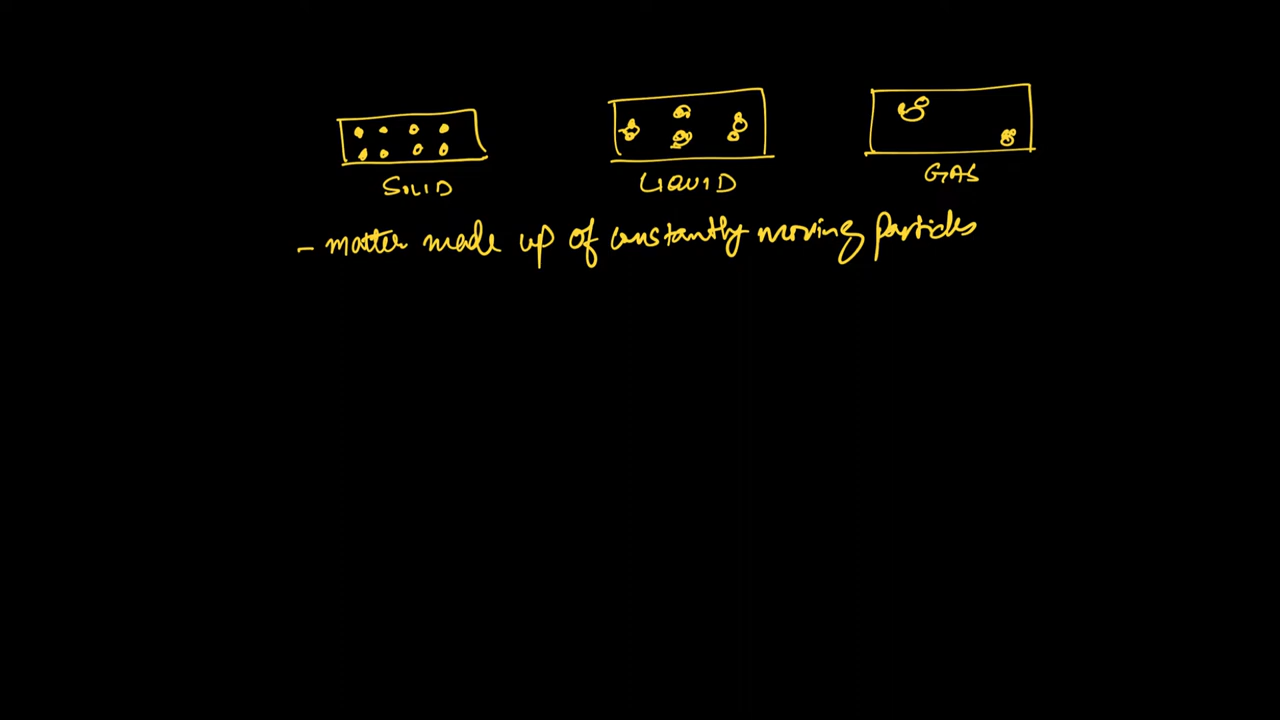 SOLID LIQUID GAS
- matter made up of constantly moving particles